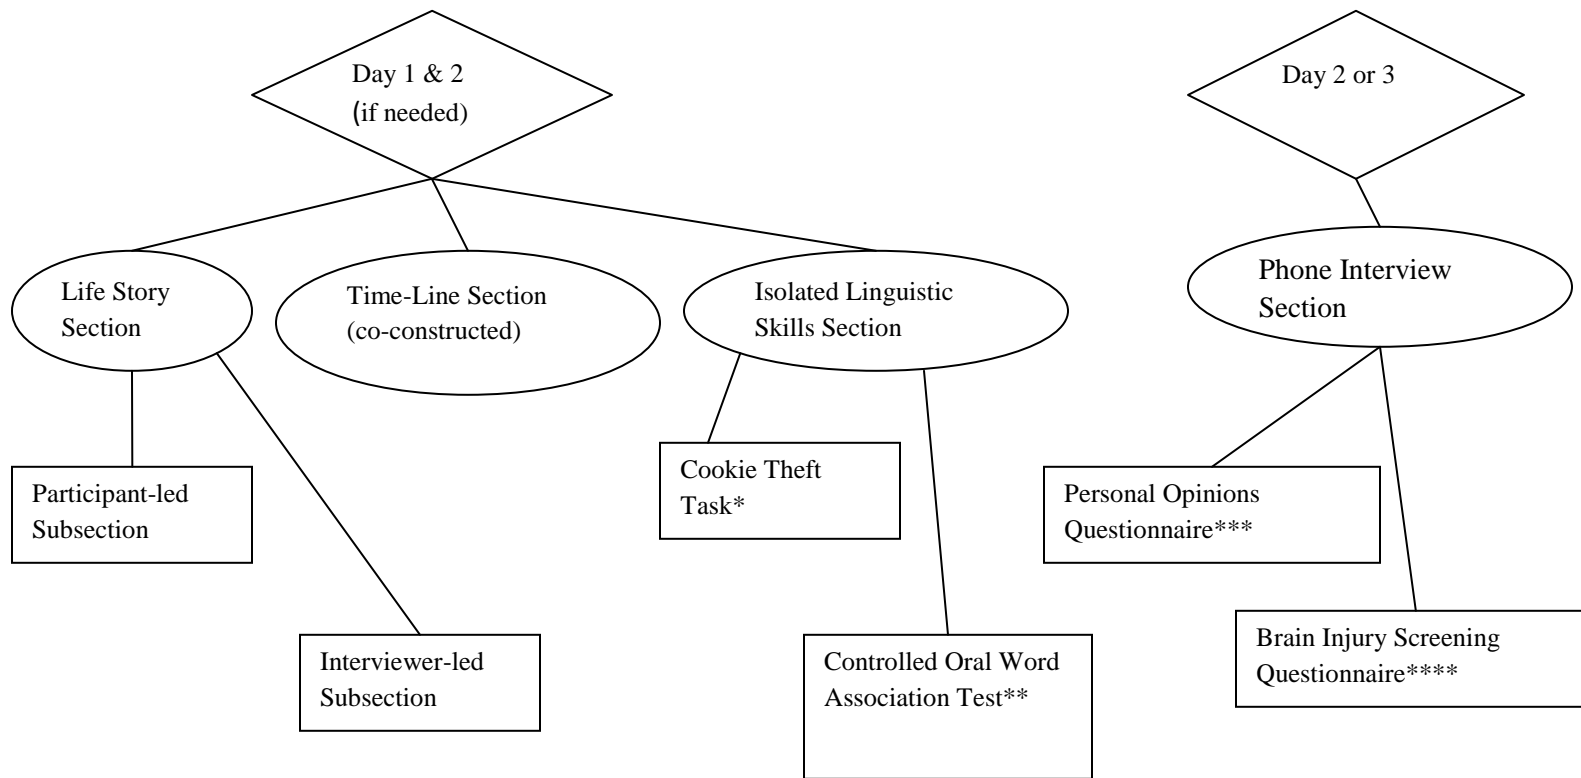 Day 1 & 2
(if needed)
Day 2 or 3
Life Story
Section
Time-Line Section
(co-constructed)
Isolated Linguistic
Skills Section
Phone Interview
Section
Participant-led
Subsection
Cookie Theft
Task*
Personal Opinions
Questionnaire***
Interviewer-led
Subsection
Controlled Oral Word
Association Test**
Brain Injury Screening
Questionnaire****